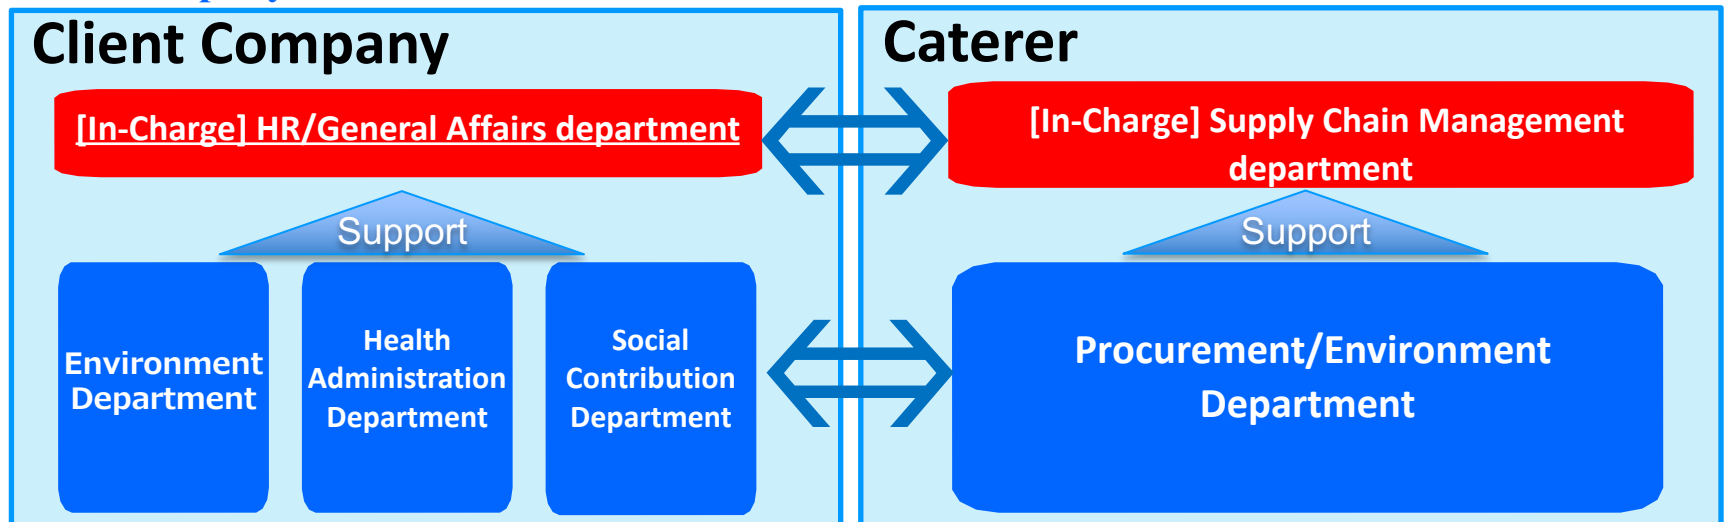 Client Company
Caterer
[In-Charge] HR/General Affairs department
[In-Charge] Supply Chain Management
department
Support
Support
Environment
Department
Health
Administration
Department
Social
Contribution
Department
Procurement/Environment
Department